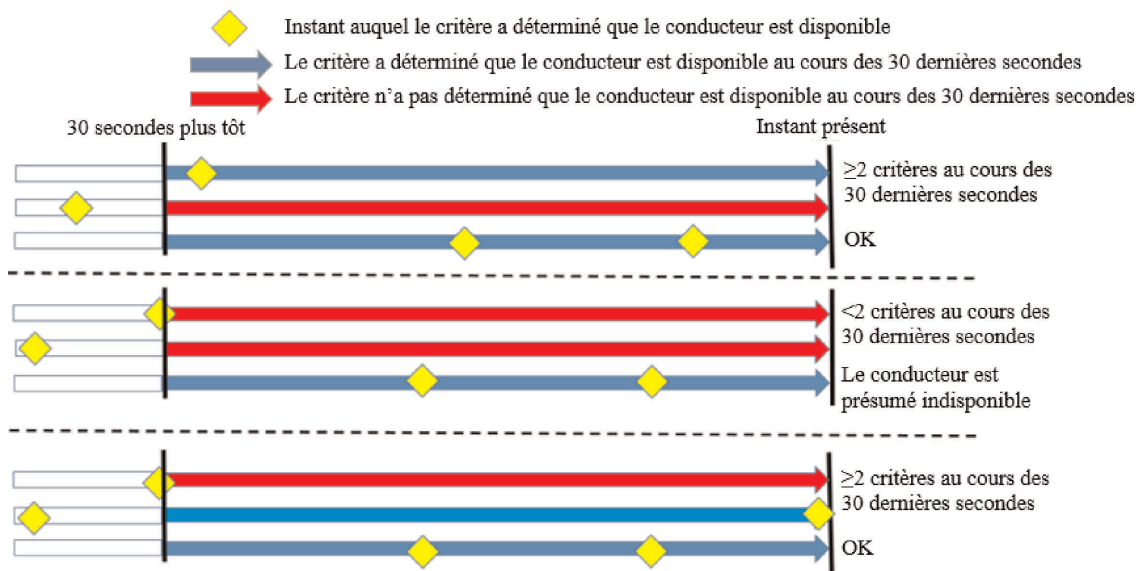 Instant auquel le critère a déterminé que le conducteur est disponible
Le critère a déterminé que le conducteur est disponible au cours des 30 dernières secondes
Le critère n’a pas déterminé que le conducteur est disponible au cours des 30 dernières secondes
30 secondes plus tôt
Instant présent
≥2 critères au cours des
30 dernières secondes
OK
<2 critères au cours des
30 dernières secondes
Le conducteur est
présumé indisponible
≥2 critères au cours des
30 dernières secondes
OK